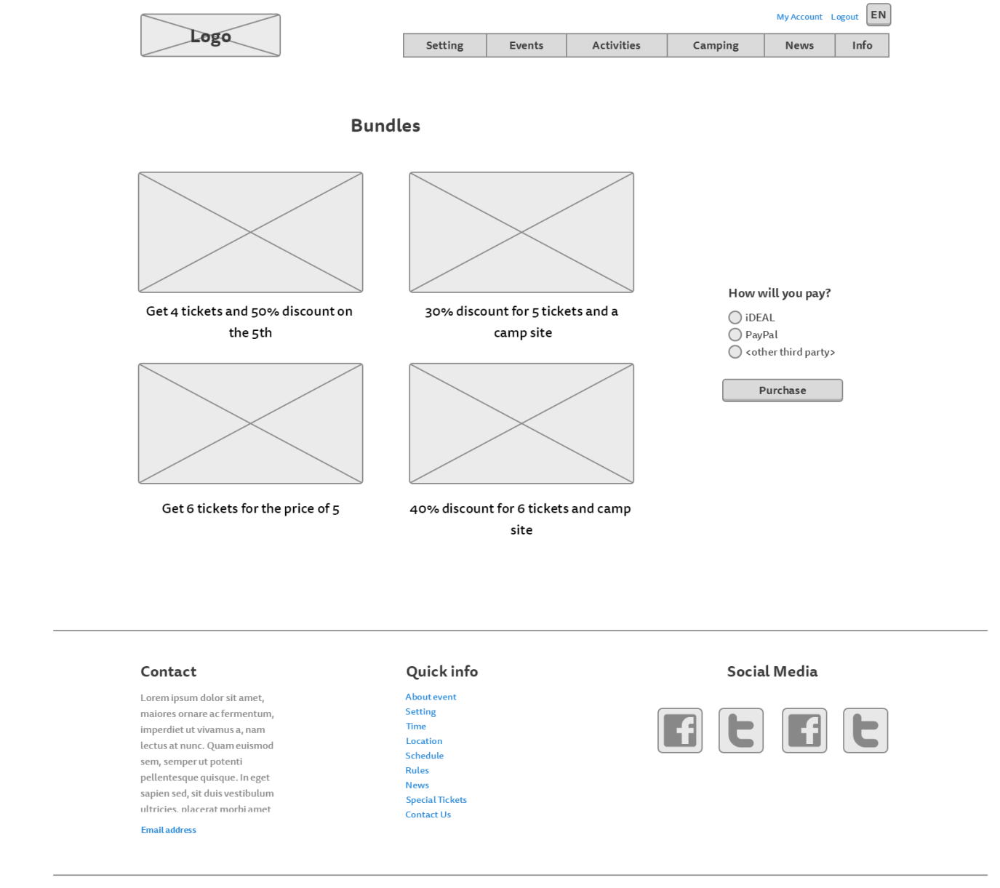 Logo
My Account Logout EN
Setting Events Activities Camping News Info
Bundles
Get 4 tickets and 50% discount on
the 5th
30% discount for 5 tickets and a
camp site
How will you pay?
iDEAL
PayPal
<other third party>
Purchase
Get 6 tickets for the price of 5
40% discount for 6 tickets and camp
site
Contact
Lorem ipsum dolor sit amet,
maiores ornare ac fermentum,
imperdiet ut vivamus a, nam
lectus at nunc. Quam euismod
sem, semper ut potenti
pellentesque quisque. In eget
sapien sed, sit duis vestibulum
ultricies, placerat morbi amet
Email address
Quick info
About event
Setting
Time
Location
Schedule
Rules
News
Special Tickets
Contact Us
Social Media